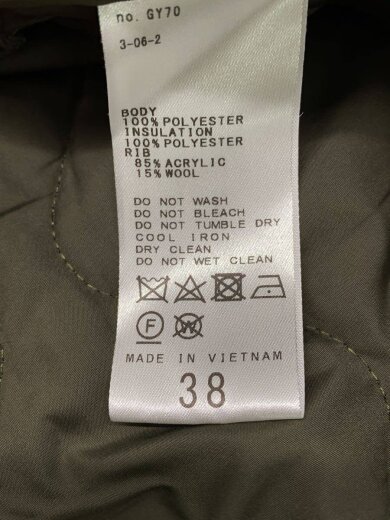 no. GY70
3-06-2
BODY
100% POLYESTER
INSULATION
100% POLYESTER
RIB
85% ACRYLIC
15% WOOL
DO NOT WASH
DO NOT BLEACH
DO NOT TUMBLE DRY
COOL IRON
DRY CLEAN
DO NOT WET CLEAN
F W
MADE IN VIETNAM
38